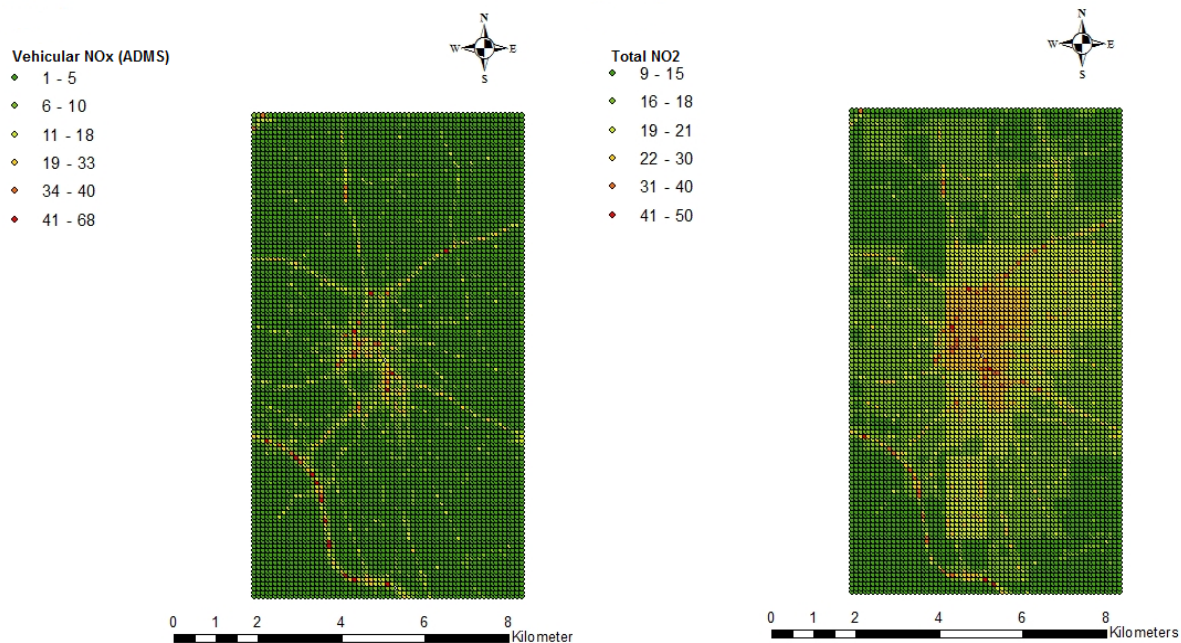 N
W E
S
Vehicular NOx (ADMS)
1 - 5
6 - 10
11 - 18
19 - 33
34 - 40
41 - 68
0 1 2 4 6 8
Kilometer
N
W E
S
Total NO2
9 - 15
16 - 18
19 - 21
22 - 30
31 - 40
41 - 50
0 1 2 4 6 8
Kilometers